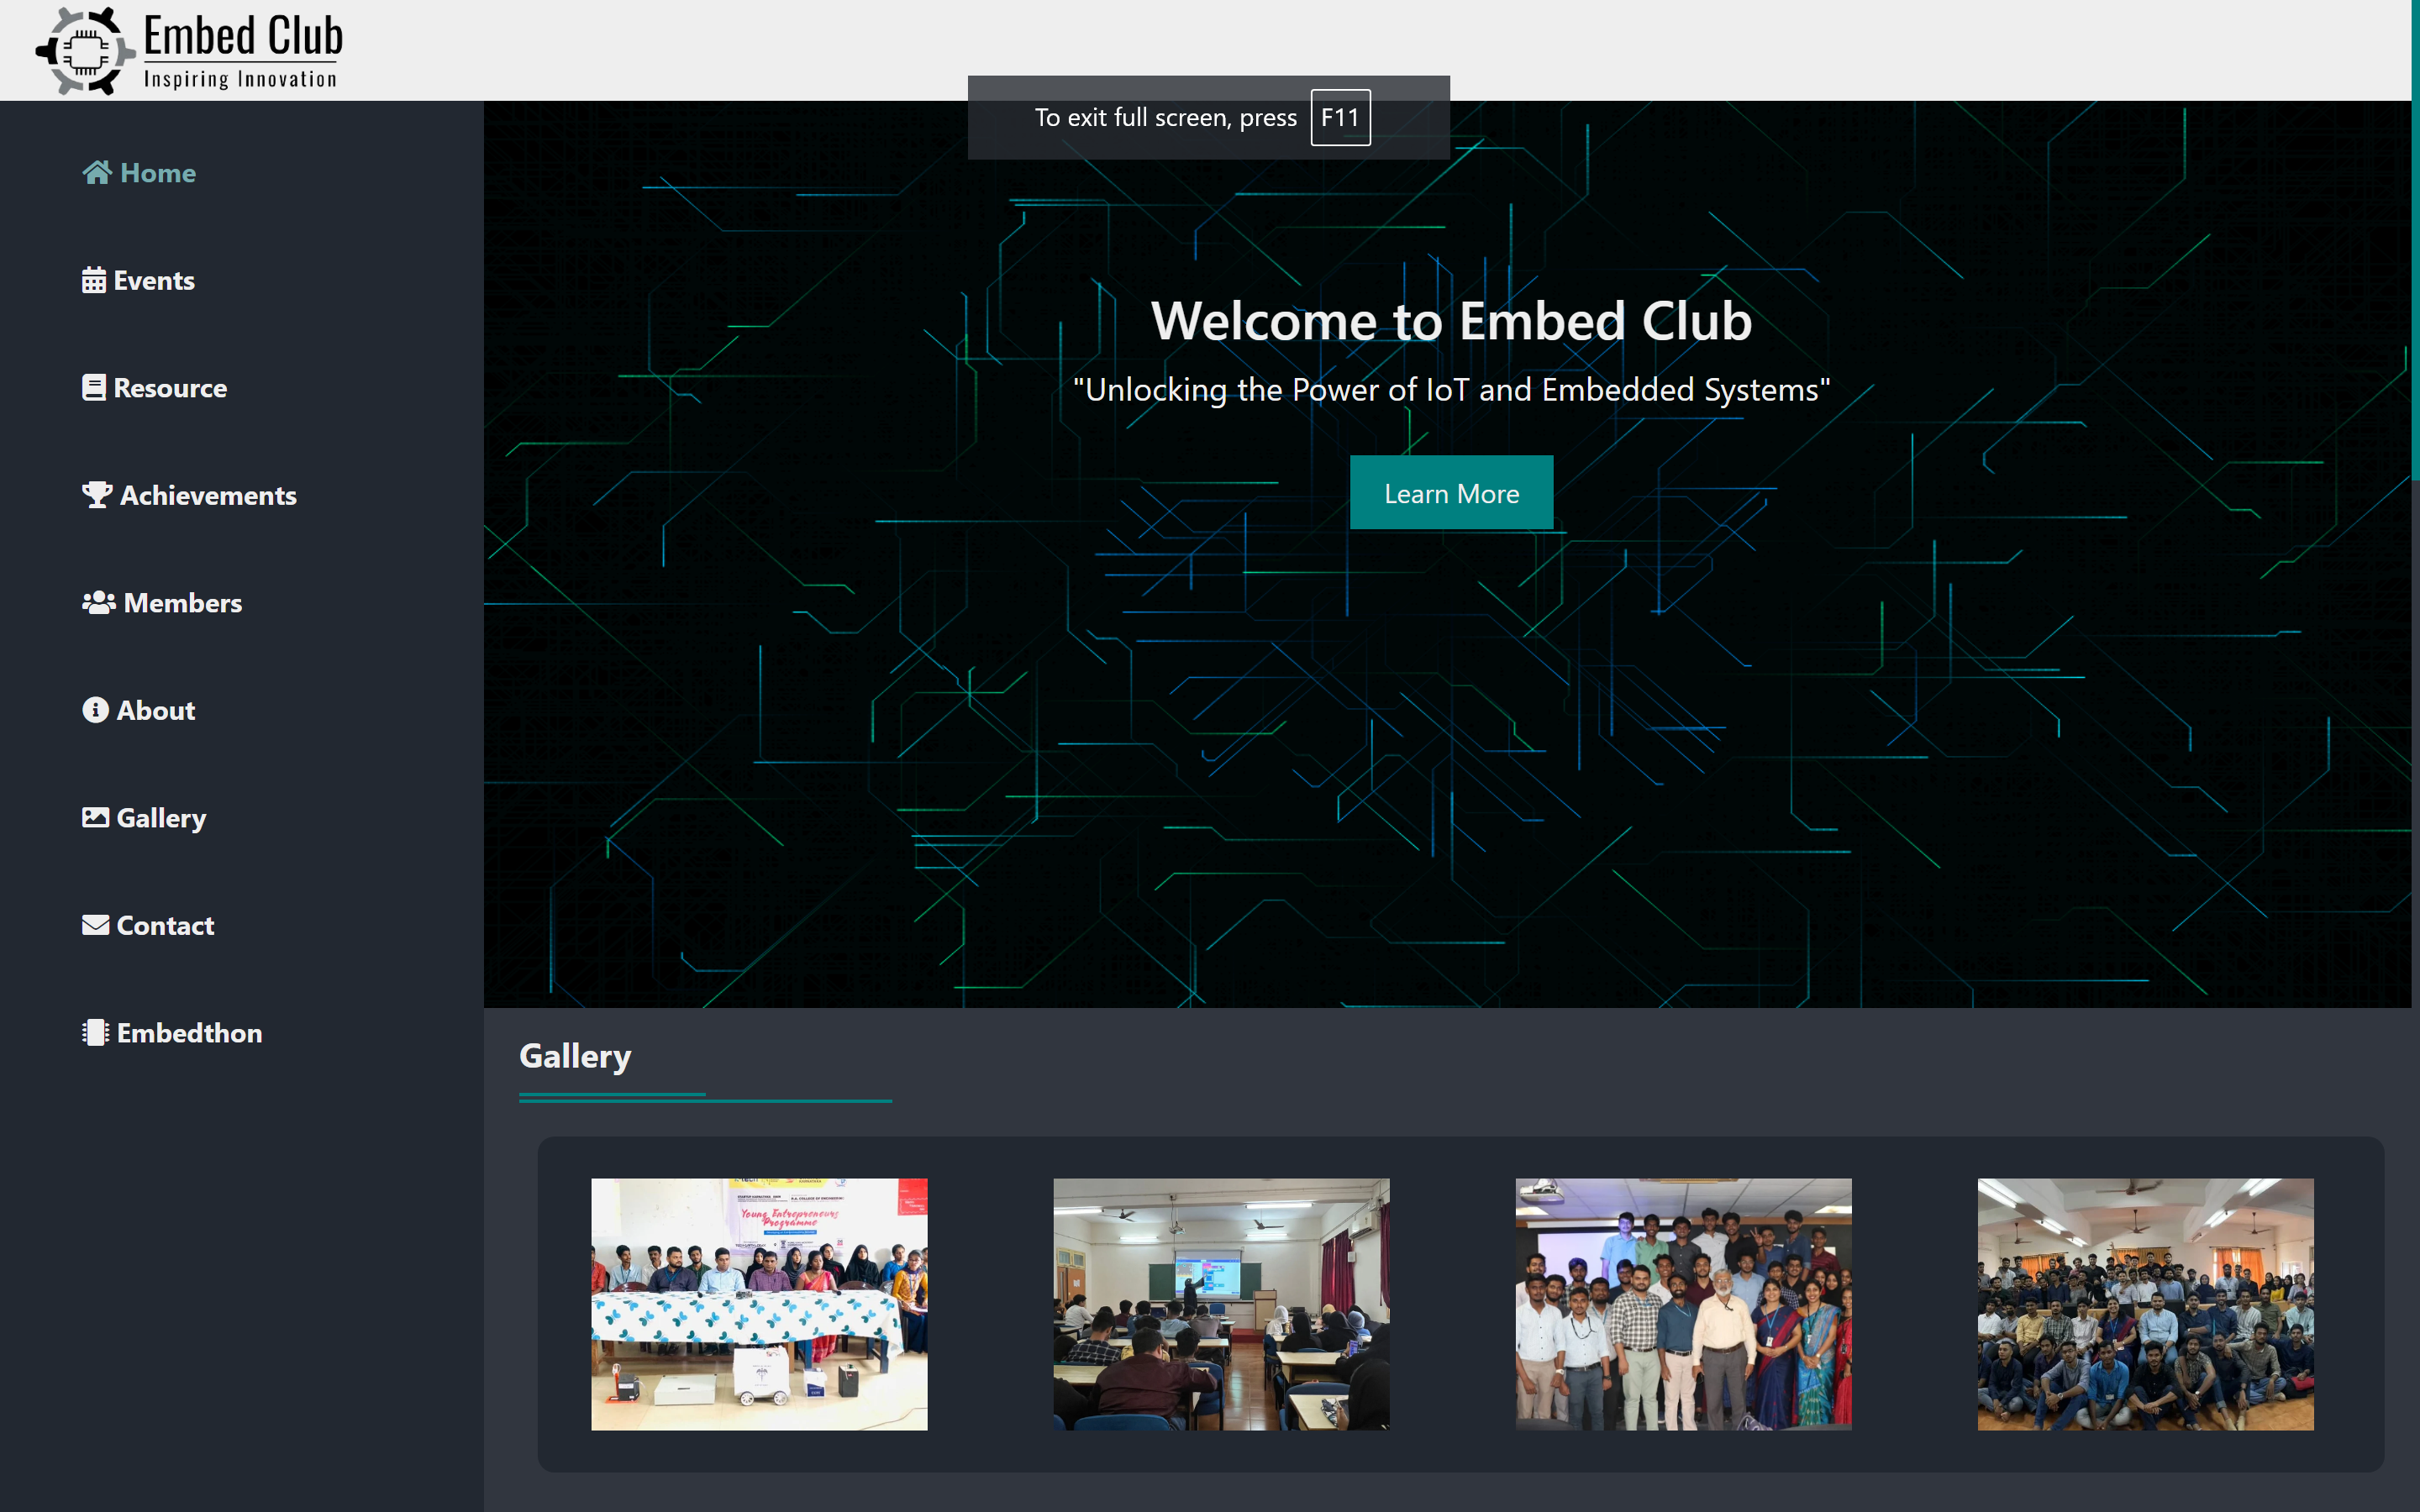 Embed Club
Inspiring Innovation
To exit full screen, press F11
Home
Events
Resource
Achievements
Members
About
Gallery
Contact
Embedthon
Welcome to Embed Club
"Unlocking the Power of IoT and Embedded Systems"
Learn More
Gallery
Young Entrepreneurs
Programme